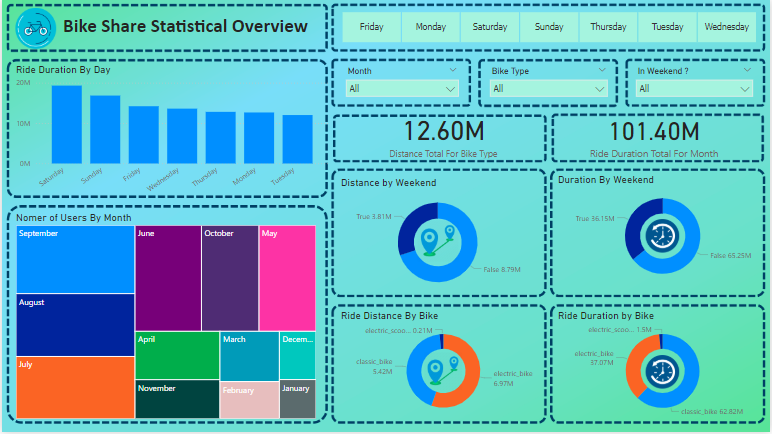 Bike Share Statistical Overview
Friday
Monday
Saturday
Sunday
Thursday
Tuesday
Wednesday
Month
All
Bike Type
All
In Weekend ?
All
Ride Duration By Day
20M
10M
0M
Saturday
Sunday
Friday
Wednesday
Thursday
Monday
Tuesday
12.60M
Distance Total For Bike Type
101.40M
Ride Duration Total For Month
Distance by Weekend
True 3.81M
False 8.79M
Duration By Weekend
True 36.15M
False 65.25M
Nomer of Users By Month
September
August
July
June
October
May
April
November
March
Decem...
February
January
Ride Distance By Bike
electric_scoo... 0.21M
classic_bike
5.42M
electric_bike
6.97M
Ride Duration by Bike
electric_scoo... 1.5M
electric_bike
37.07M
classic_bike 62.82M